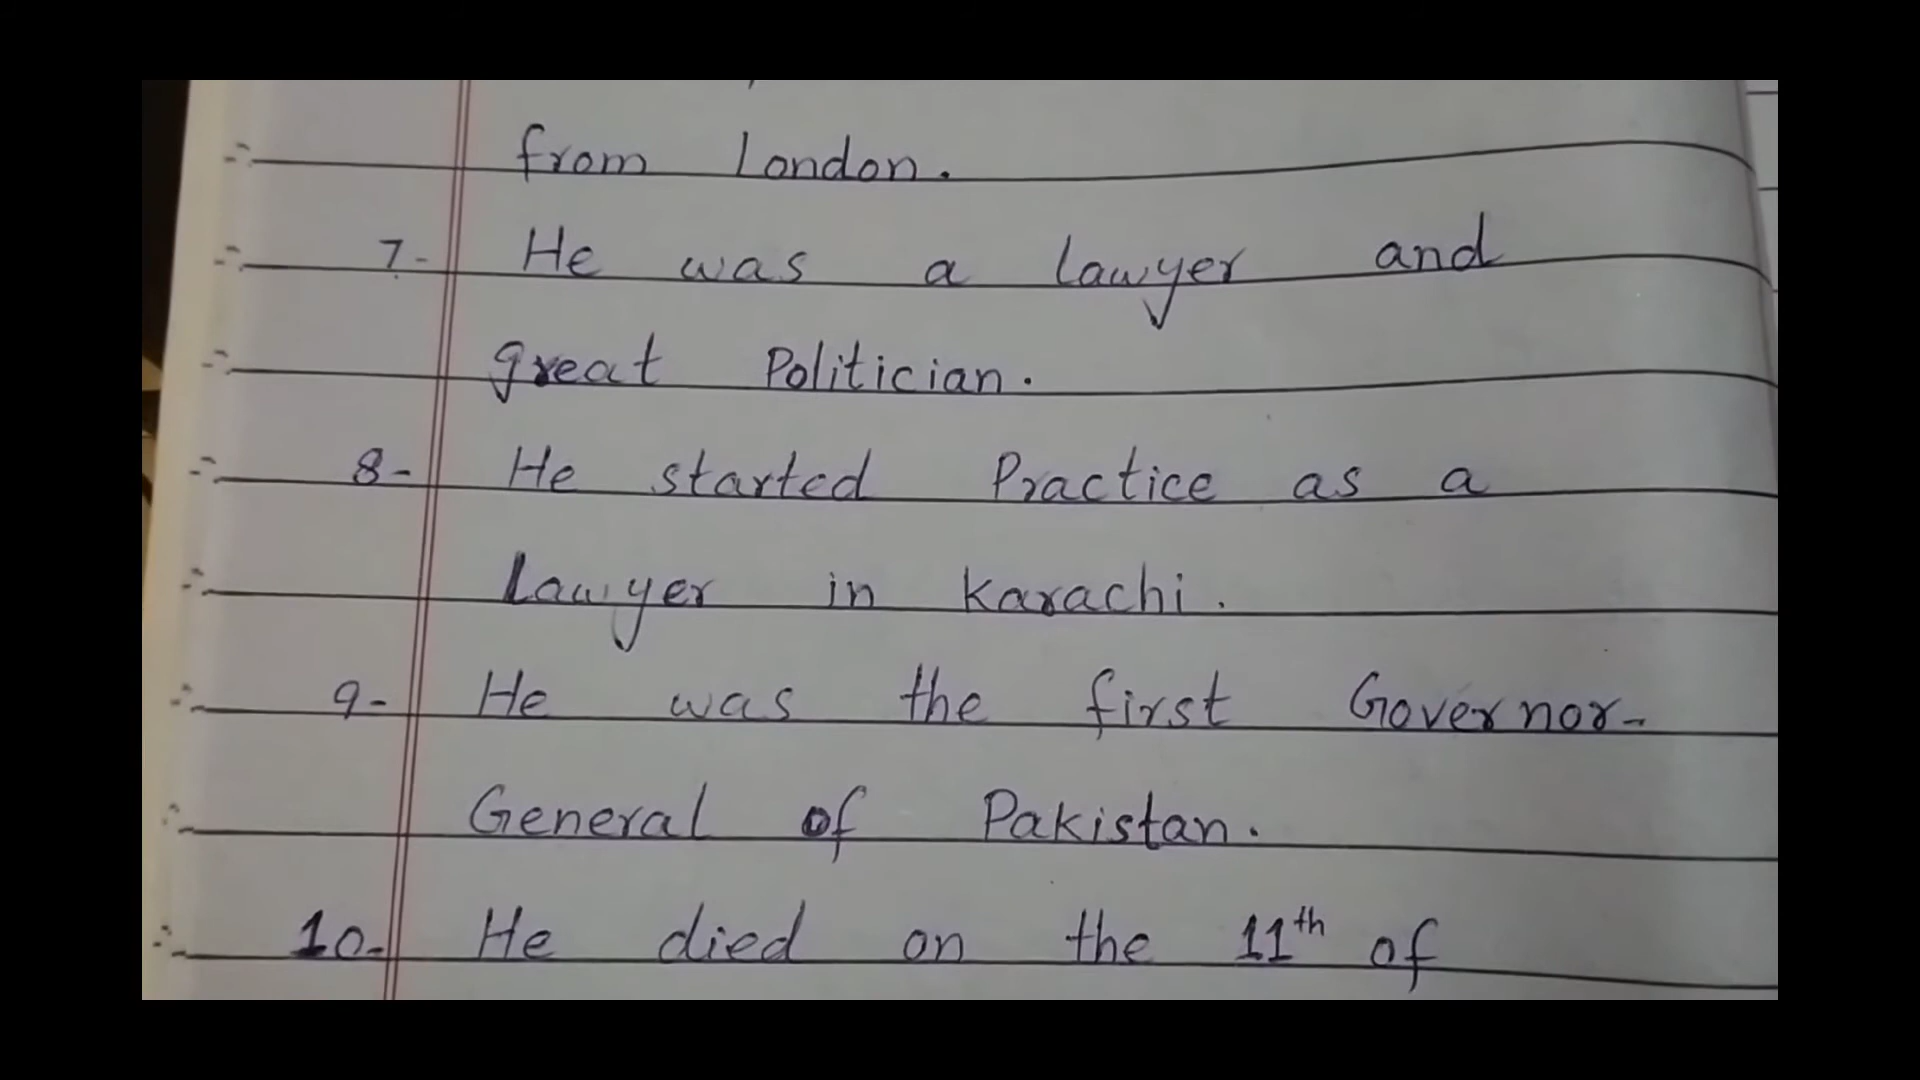 from London.
7- He was a lawyer and
great Politician.
8- He started Practice as a
Lawyer in Karachi.
9- He was the first Governor-
General of Pakistan.
10- He died on the 11th of